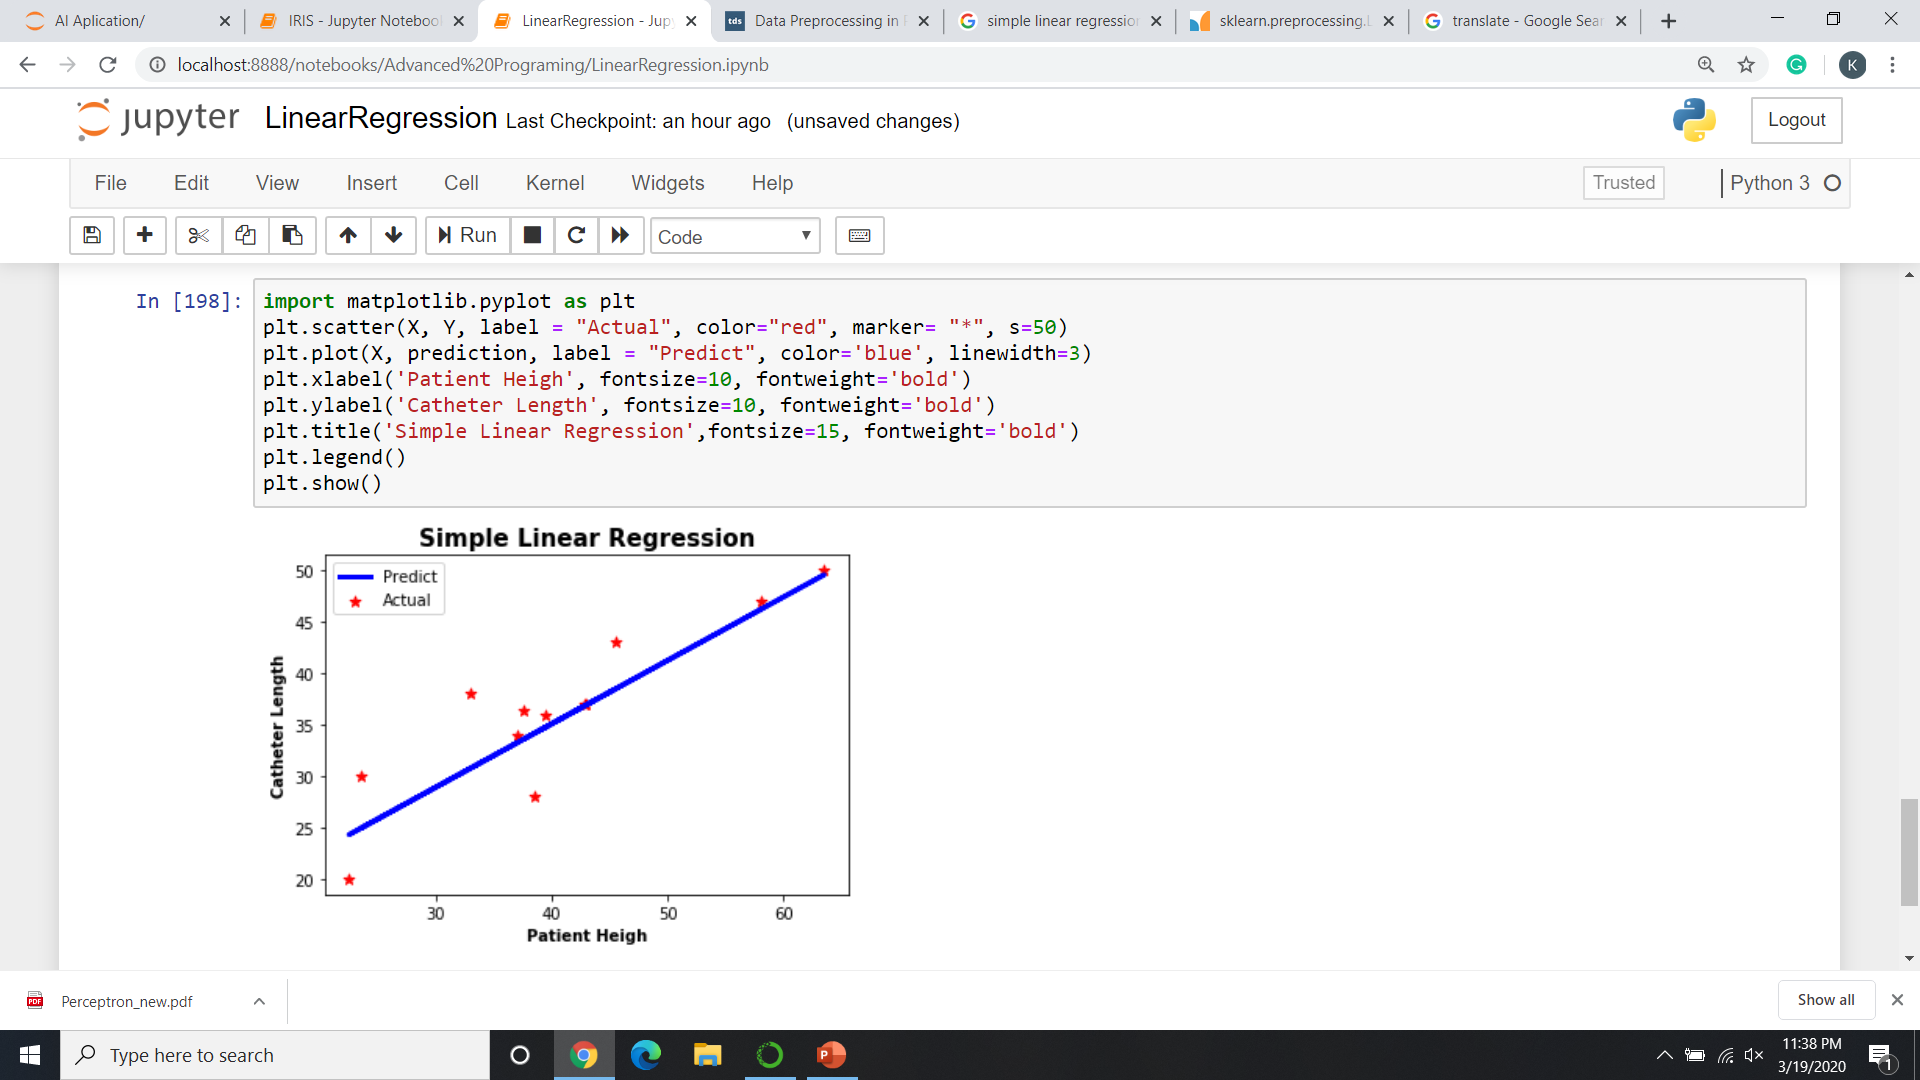 AI Aplication/
IRIS - Jupyter Noteboo
LinearRegression - Jup
tds
Data Preprocessing in
simple linear regression
sklearn.preprocessing.
translate - Google Sear
localhost:8888/notebooks/Advanced%20Programing/LinearRegression.ipynb
K
jupyter LinearRegression Last Checkpoint: an hour ago (unsaved changes)
Logout
File Edit View Insert Cell Kernel Widgets Help
Trusted
Python 3
Run
Code
In [198]:
import matplotlib.pyplot as plt
plt.scatter(X, Y, label = "Actual", color="red", marker= "*", s=50)
plt.plot(X, prediction, label = "Predict", color='blue', linewidth=3)
plt.xlabel('Patient Heigh', fontsize=10, fontweight='bold')
plt.ylabel('Catheter Length', fontsize=10, fontweight='bold')
plt.title('Simple Linear Regression',fontsize=15, fontweight='bold')
plt.legend()
plt.show()
Simple Linear Regression
Predict
Actual
50
45
40
35
30
25
20
Catheter Length
30 40 50 60
Patient Heigh
PDF
Perceptron_new.pdf
Show all
Type here to search
P
11:38 PM
3/19/2020
1